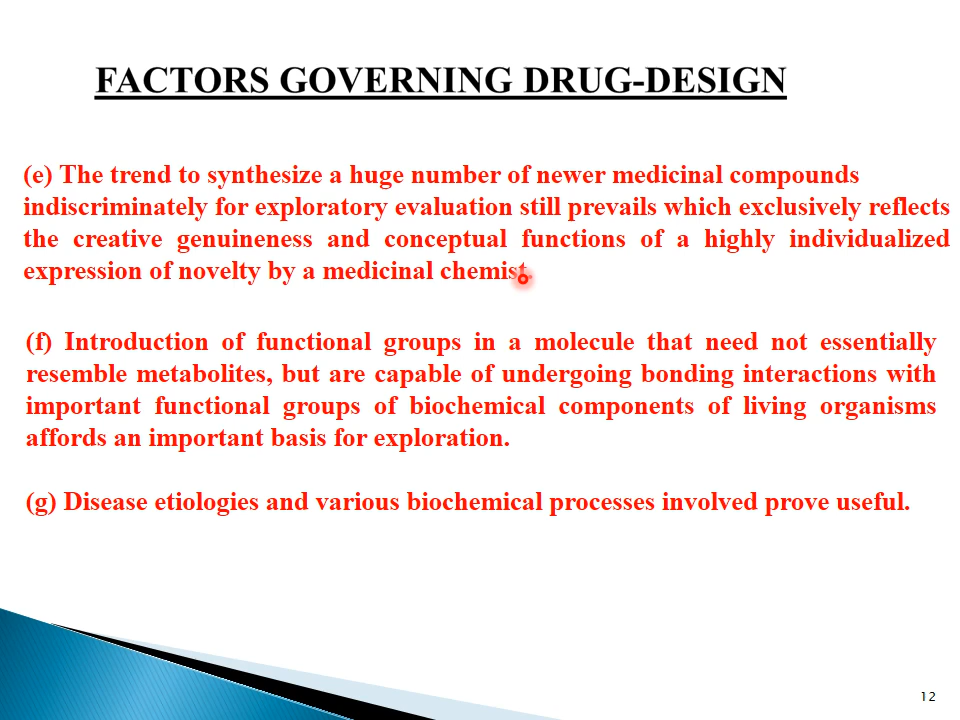 FACTORS GOVERNING DRUG-DESIGN
(e) The trend to synthesize a huge number of newer medicinal compounds
indiscriminately for exploratory evaluation still prevails which exclusively reflects
the creative genuineness and conceptual functions of a highly individualized
expression of novelty by a medicinal chemist.
(f) Introduction of functional groups in a molecule that need not essentially
resemble metabolites, but are capable of undergoing bonding interactions with
important functional groups of biochemical components of living organisms
affords an important basis for exploration.
(g) Disease etiologies and various biochemical processes involved prove useful.
12